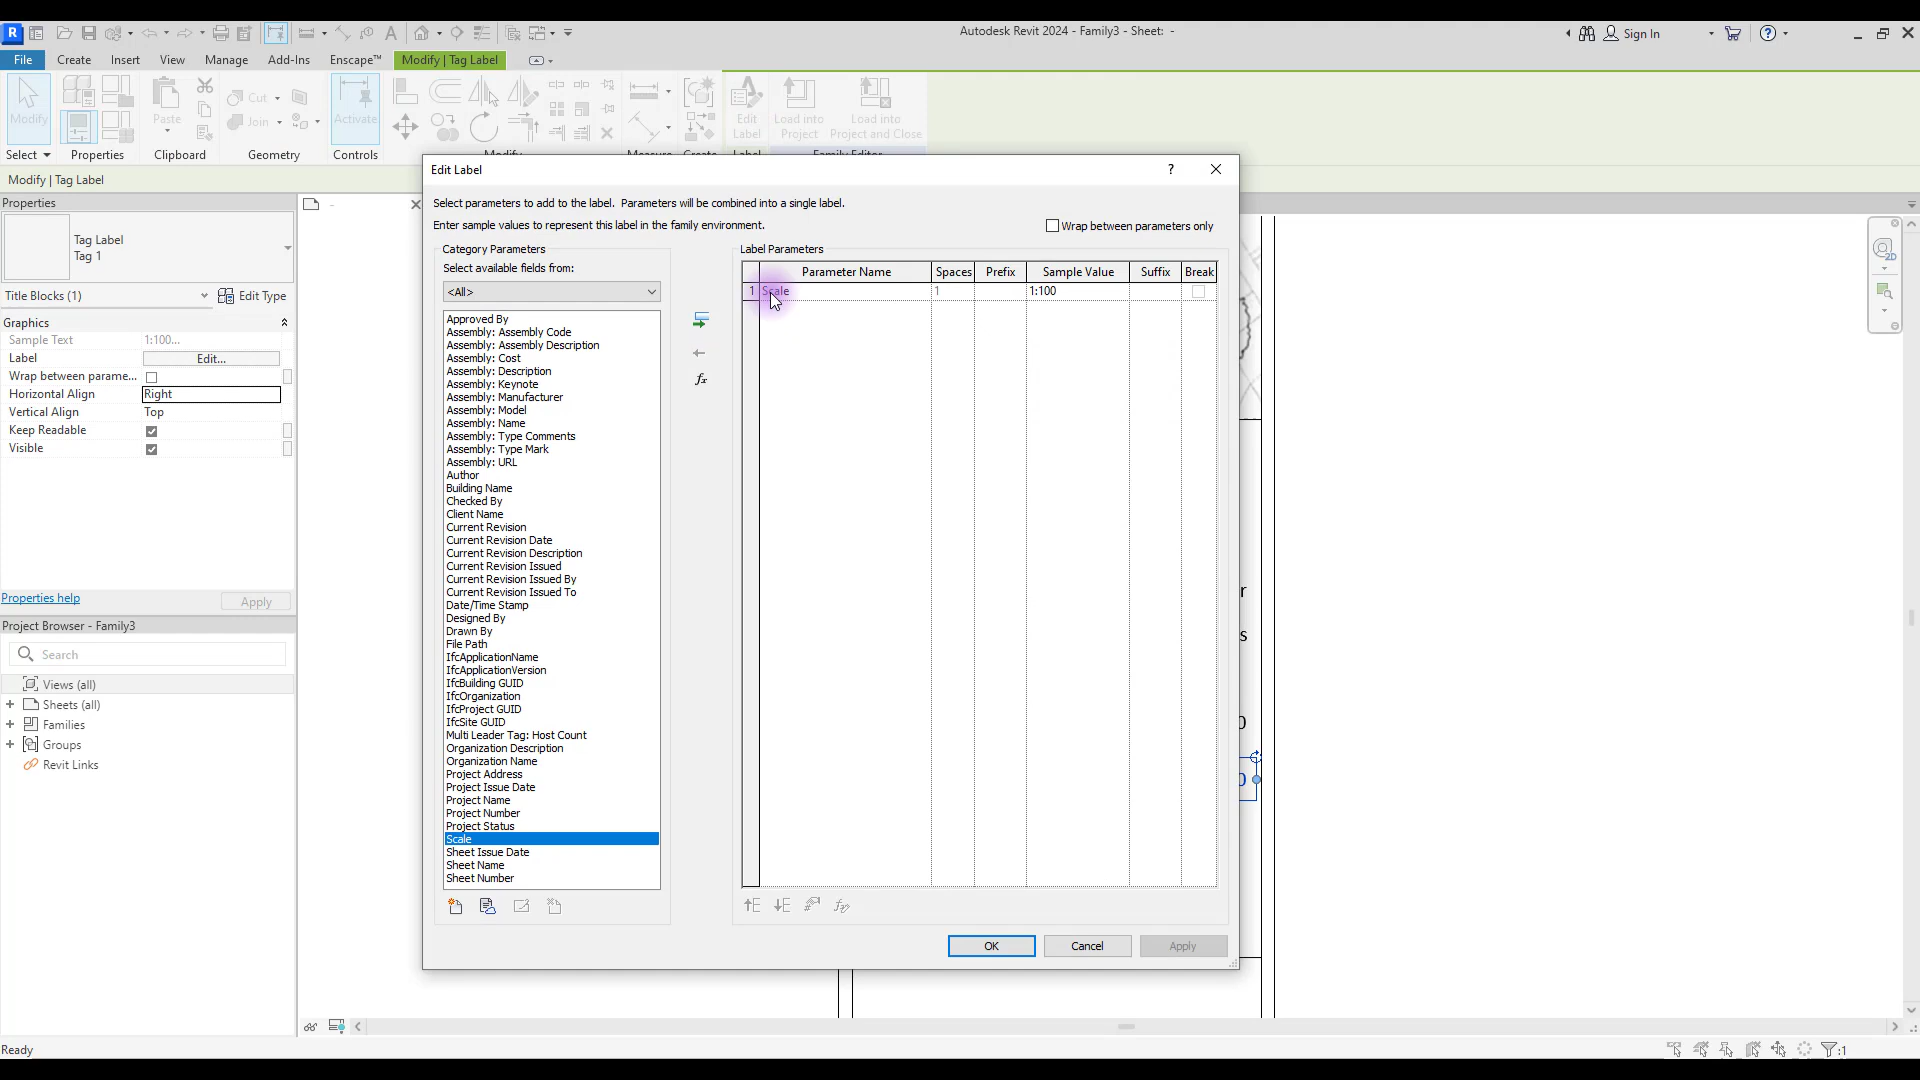 Autodesk Revit 2024 - Family3 - Sheet: -
Sign In
File
Create
Insert
View
Manage
Add-Ins
Enscape™
Modify | Tag Label
Modify
Cut
Join
Paste
Activate
Edit
Label
Load into
Project
Load into
Project and Close
Select
Properties
Clipboard
Geometry
Controls
Modify | Tag Label
Properties
Tag Label
Tag 1
Title Blocks (1)
Edit Type
Graphics
Sample Text
1:100...
Label
Edit...
Wrap between parame...
Horizontal Align
Right
Vertical Align
Top
Keep Readable
Visible
Properties help
Apply
Project Browser - Family3
Search
Views (all)
Sheets (all)
Families
Groups
Revit Links
Ready
Edit Label
Select parameters to add to the label. Parameters will be combined into a single label.
Enter sample values to represent this label in the family environment.
Wrap between parameters only
Category Parameters
Select available fields from:
<All>
Approved By
Assembly: Assembly Code
Assembly: Assembly Description
Assembly: Cost
Assembly: Description
Assembly: Keynote
Assembly: Manufacturer
Assembly: Model
Assembly: Name
Assembly: Type Comments
Assembly: Type Mark
Assembly: URL
Author
Building Name
Checked By
Client Name
Current Revision
Current Revision Date
Current Revision Description
Current Revision Issued
Current Revision Issued By
Current Revision Issued To
Date/Time Stamp
Designed By
Drawn By
File Path
IfcApplicationName
IfcApplicationVersion
IfcBuilding GUID
IfcOrganization
IfcProject GUID
IfcSite GUID
Multi Leader Tag: Host Count
Organization Description
Organization Name
Project Address
Project Issue Date
Project Name
Project Number
Project Status
Scale
Sheet Issue Date
Sheet Name
Sheet Number
Label Parameters
Parameter Name
Spaces
Prefix
Sample Value
Suffix
Break
1
Scale
1
1:100
OK
Cancel
Apply
r
s
0
0
2D
:1